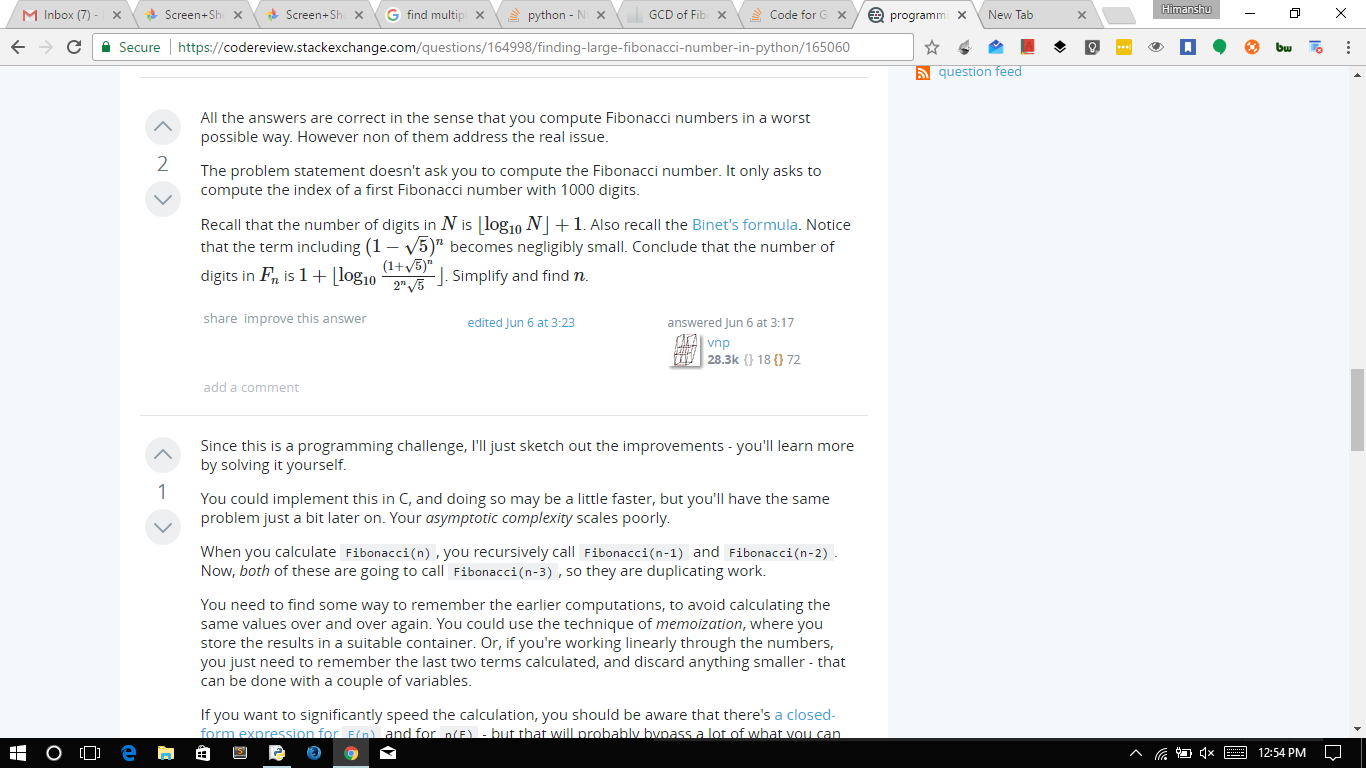 Inbox (7) -
Screen+Sh
Screen+Sh
find multip
python - N
GCD of Fib
Code for G
programm
New Tab
Himanshu
Secure https://codereview.stackexchange.com/questions/164998/finding-large-fibonacci-number-in-python/165060
bw
question feed
All the answers are correct in the sense that you compute Fibonacci numbers in a worst
possible way. However non of them address the real issue.
2
The problem statement doesn't ask you to compute the Fibonacci number. It only asks to
compute the index of a first Fibonacci number with 1000 digits.
Recall that the number of digits in N is ⌊log₁₀ N⌋ + 1. Also recall the Binet's formula. Notice
that the term including (1 − √5)ⁿ becomes negligibly small. Conclude that the number of
digits in Fₙ is 1 + ⌊log₁₀ (1+√5)ⁿ / 2ⁿ√5⌋. Simplify and find n.
share improve this answer
edited Jun 6 at 3:23
answered Jun 6 at 3:17
vnp
28.3k {} 18 {} 72
add a comment
Since this is a programming challenge, I'll just sketch out the improvements - you'll learn more
by solving it yourself.
1
You could implement this in C, and doing so may be a little faster, but you'll have the same
problem just a bit later on. Your asymptotic complexity scales poorly.
When you calculate Fibonacci(n) , you recursively call Fibonacci(n-1) and Fibonacci(n-2) .
Now, both of these are going to call Fibonacci(n-3) , so they are duplicating work.
You need to find some way to remember the earlier computations, to avoid calculating the
same values over and over again. You could use the technique of memoization, where you
store the results in a suitable container. Or, if you're working linearly through the numbers,
you just need to remember the last two terms calculated, and discard anything smaller - that
can be done with a couple of variables.
If you want to significantly speed the calculation, you should be aware that there's a closed-
form expression for F(n) and for n(F) - but that will probably bypass a lot of what you can
12:54 PM